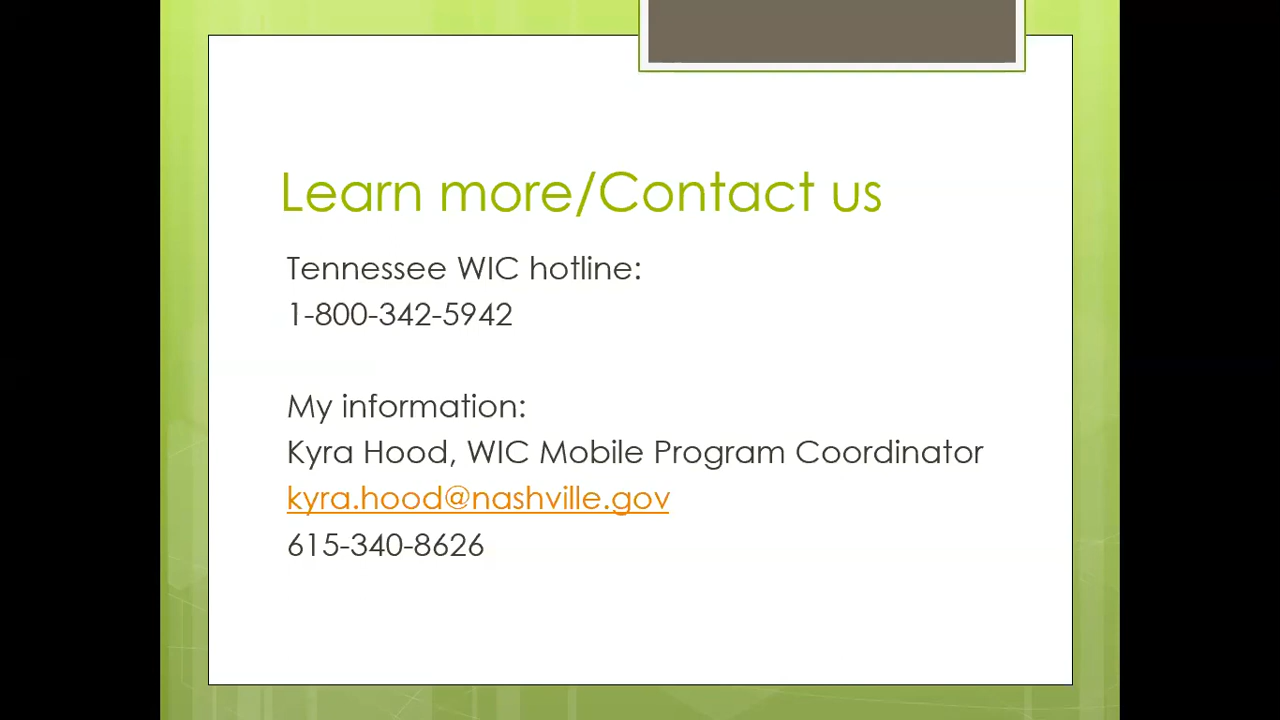 Learn more/Contact us
Tennessee WIC hotline:
1-800-342-5942
My information:
Kyra Hood, WIC Mobile Program Coordinator
kyra.hood@nashville.gov
615-340-8626